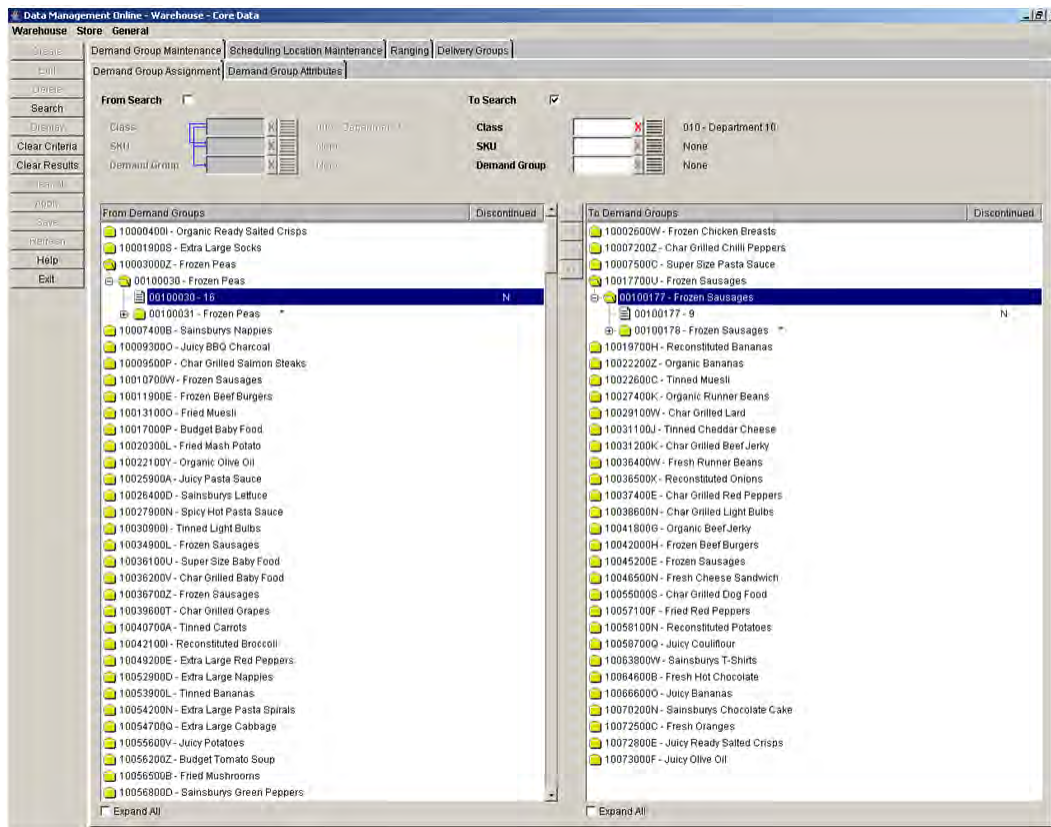 Data Management Online - Warehouse - Core Data
Warehouse Store General
Create
Demand Group Maintenance Scheduling Location Maintenance Ranging Delivery Groups
Edit
Demand Group Assignment Demand Group Attributes
Delete
Search
From Search To Search
Display
Class Class X 010 - Department 10
Clear Criteria
SKU SKU X None
Clear Results
Demand Group Demand Group X None
Apply
Save
Refresh
Help
Exit
From Demand Groups Discontinued To Demand Groups Discontinued
10000400I - Organic Ready Salted Crisps
10001900S - Extra Large Socks
10003000Z - Frozen Peas
00100030 - Frozen Peas
00100030 - 16 N
00100031 - Frozen Peas *
10007400B - Sainsburys Nappies
10009300O - Juicy BBQ Charcoal
10009500P - Char Grilled Salmon Steaks
10010700W - Frozen Sausages
10011900E - Frozen Beef Burgers
10013100O - Fried Muesli
10017000P - Budget Baby Food
10020300L - Fried Mash Potato
10022100Y - Organic Olive Oil
10025900A - Juicy Pasta Sauce
10026400D - Sainsburys Lettuce
10027900N - Spicy Hot Pasta Sauce
10030900I - Tinned Light Bulbs
10034900L - Frozen Sausages
10036100U - Super Size Baby Food
10036200V - Char Grilled Baby Food
10036700Z - Frozen Sausages
10039600T - Char Grilled Grapes
10040700A - Tinned Carrots
10042100I - Reconstituted Broccoli
10049200E - Extra Large Red Peppers
10052900D - Extra Large Nappies
10053900L - Tinned Bananas
10054200N - Extra Large Pasta Spirals
10054700Q - Extra Large Cabbage
10055600V - Juicy Potatoes
10056200Z - Budget Tomato Soup
10056500B - Fried Mushrooms
10056800D - Sainsburys Green Peppers
Expand All
10002600W - Frozen Chicken Breasts
10007200Z - Char Grilled Chilli Peppers
10007500C - Super Size Pasta Sauce
10017700U - Frozen Sausages
00100177 - Frozen Sausages
00100177 - 9 N
00100178 - Frozen Sausages *
10019700H - Reconstituted Bananas
10022200Z - Organic Bananas
10022600C - Tinned Muesli
10027400K - Organic Runner Beans
10029100W - Char Grilled Lard
10031100J - Tinned Cheddar Cheese
10031200K - Char Grilled Beef Jerky
10036400W - Fresh Runner Beans
10036500X - Reconstituted Onions
10037400E - Char Grilled Red Peppers
10038600N - Char Grilled Light Bulbs
10041800G - Organic Beef Jerky
10042000H - Frozen Beef Burgers
10045200E - Frozen Sausages
10046500N - Fresh Cheese Sandwich
10055000S - Char Grilled Dog Food
10057100F - Fried Red Peppers
10058100N - Reconstituted Potatoes
10058700Q - Juicy Couliflour
10063800W - Sainsburys T-Shirts
10064600B - Fresh Hot Chocolate
10066600O - Juicy Bananas
10070200N - Sainsburys Chocolate Cake
10072500C - Fresh Oranges
10072800E - Juicy Ready Salted Crisps
10073000F - Juicy Olive Oil
Expand All